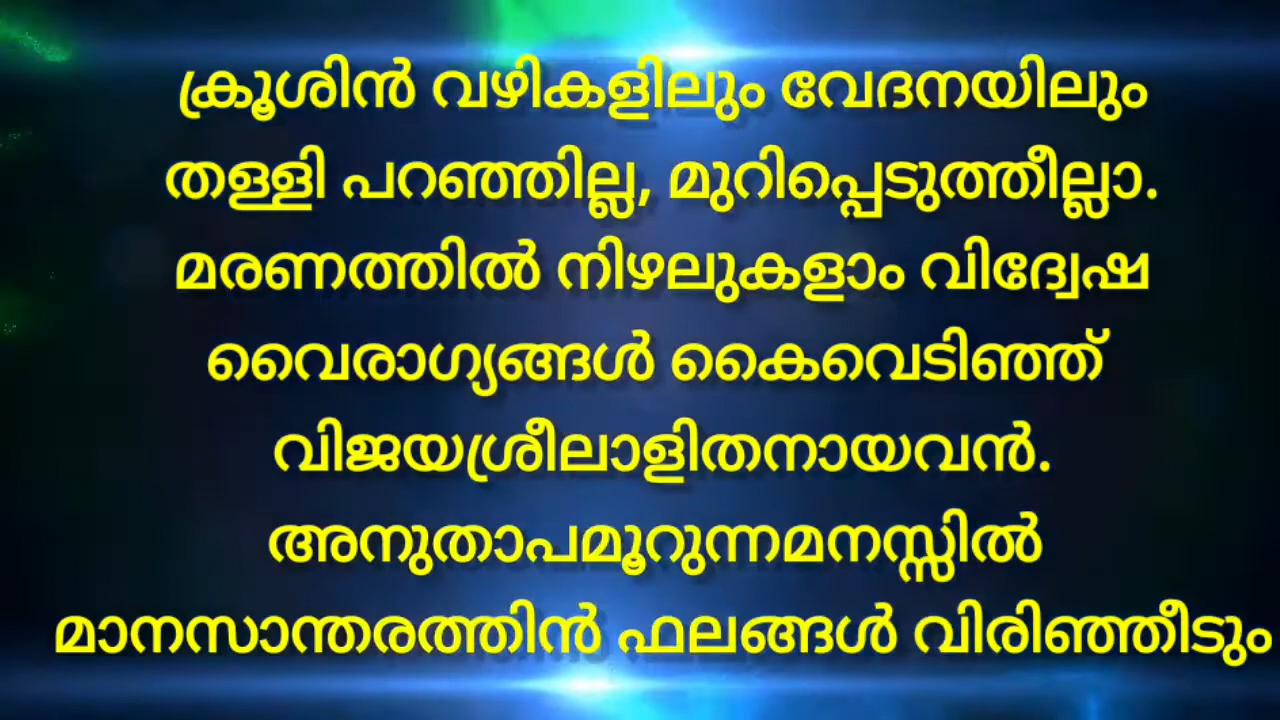 ക്രൂശിൻ വഴികളിലും വേദനയിലും
തള്ളി പറഞ്ഞില്ല, മുറിപ്പെടുത്തീല്ലാ.
മരണത്തിൽ നിഴലുകളാം വിദ്വേഷ
വൈരാഗ്യങ്ങൾ കൈവെടിഞ്ഞ്
വിജയശ്രീലാളിതനായവൻ.
അനുതാപമൂറുന്നമനസ്സിൽ
മാനസാന്തരത്തിൻ ഫലങ്ങൾ വിരിഞ്ഞീടും